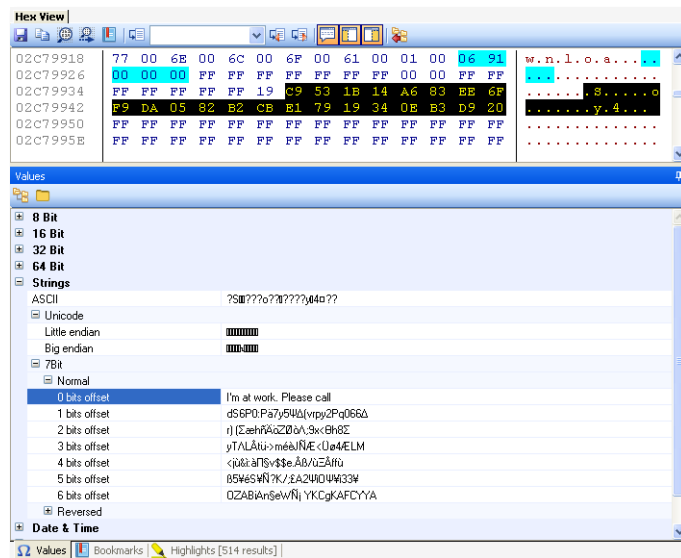 Hex View
02C79918 77 00 6E 00 6C 00 6F 00 61 00 01 00 06 91 w.n.l.o.a.....
02C79926 00 00 00 FF FF FF FF FF FF FF 00 00 FF FF ..............
02C79934 FF FF FF FF 19 C9 53 1B 14 A6 83 EE 6F .......S.....o
02C79942 F9 DA 05 82 B2 CB E1 79 19 34 0E B3 D9 20 .......y.4...
02C79950 FF FF FF FF FF FF FF FF FF FF FF FF FF FF ..............
02C7995E FF FF FF FF FF FF FF FF FF FF FF FF FF FF ..............
Values
8 Bit
16 Bit
32 Bit
64 Bit
Strings
ASCII
Unicode
Little endian
Big endian
7Bit
Normal
0 bits offset I'm at work. Please call
1 bits offset dS6P0:Pä7y5ΨΔ(vrpy2Pq066Δ
2 bits offset
3 bits offset
4 bits offset
5 bits offset
6 bits offset OZABiAn§eWÑ¡ YKCgKAFCYYA
Reversed
Date & Time
Values Bookmarks Highlights [514 results]